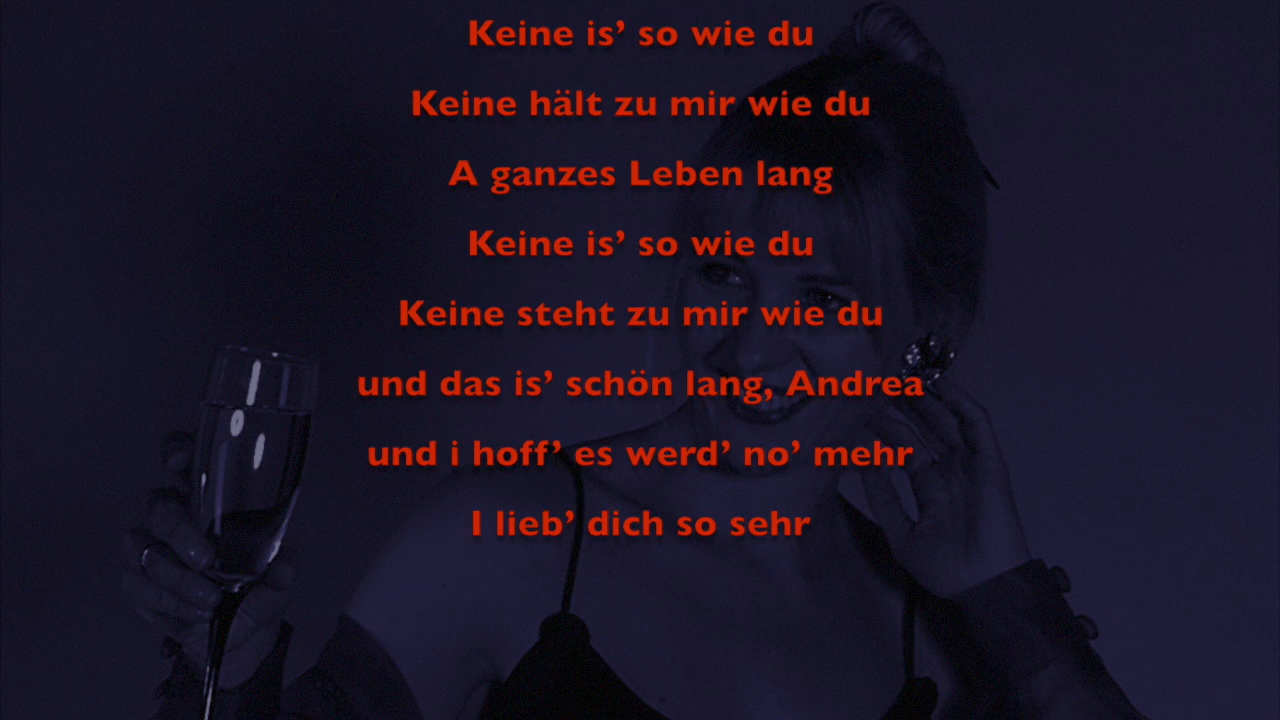 Keine is’ so wie du
Keine hält zu mir wie du
A ganzes Leben lang
Keine is’ so wie du
Keine steht zu mir wie du
und das is’ schön lang, Andrea
und i hoff’ es werd’ no’ mehr
I lieb’ dich so sehr